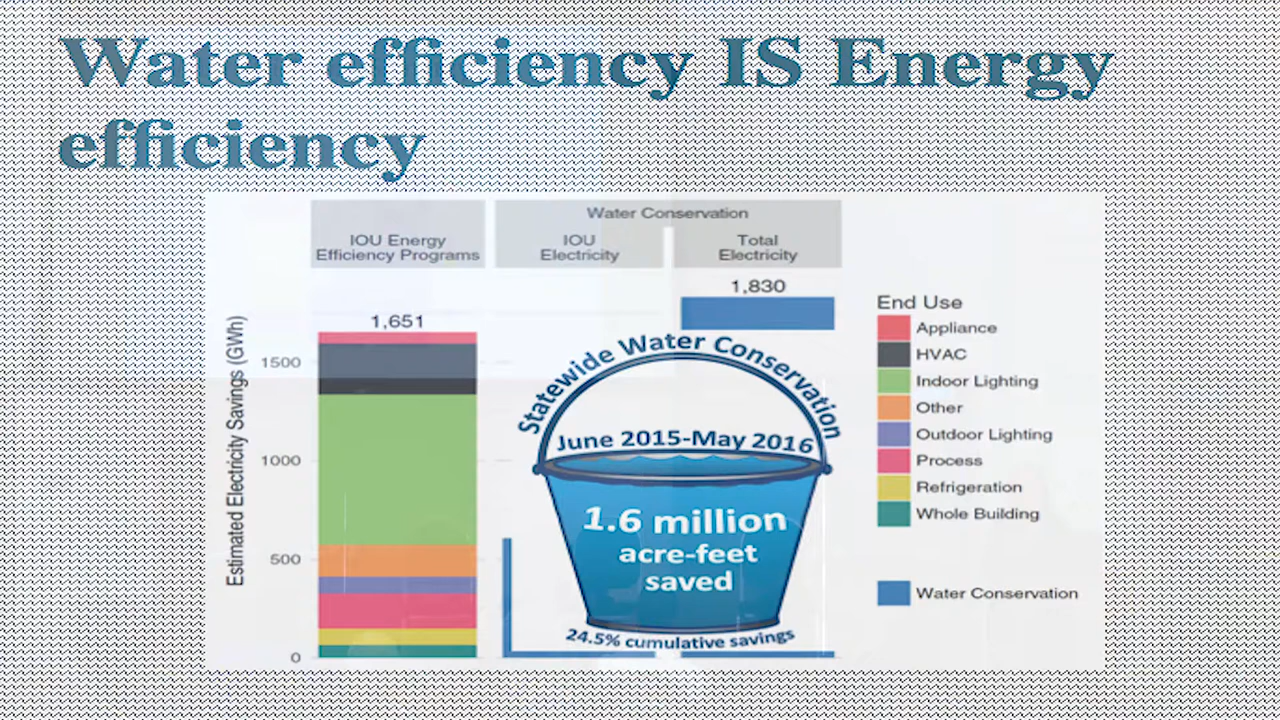 Water efficiency IS Energy
efficiency
Water Conservation
IOU Energy
Efficiency Programs
IOU
Electricity
Total
Electricity
1,830
1,651
Estimated Electricity Savings (GWh)
1500
1000
500
0
Statewide Water Conservation
June 2015-May 2016
1.6 million
acre-feet
saved
24.5% cumulative savings
End Use
Appliance
HVAC
Indoor Lighting
Other
Outdoor Lighting
Process
Refrigeration
Whole Building
Water Conservation